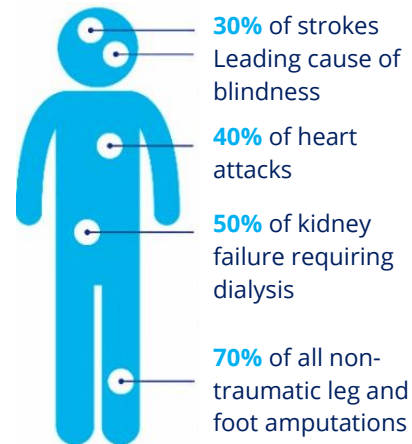 30% of strokes
Leading cause of
blindness
40% of heart
attacks
50% of kidney
failure requiring
dialysis
70% of all non-
traumatic leg and
foot amputations